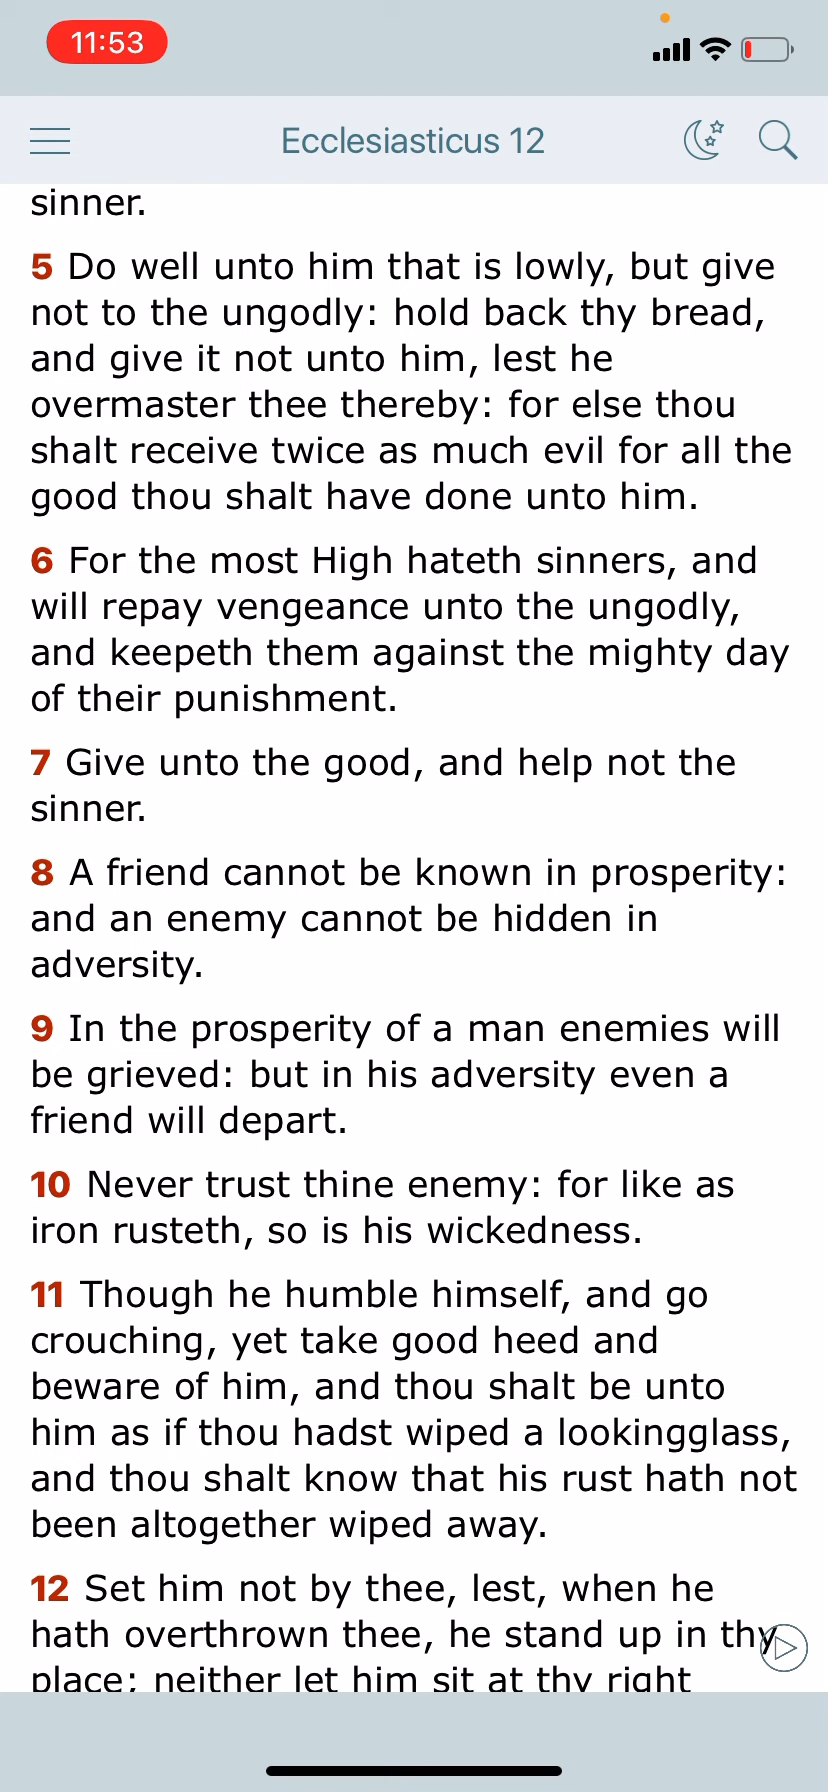 11:53
Ecclesiasticus 12
sinner.
5 Do well unto him that is lowly, but give
not to the ungodly: hold back thy bread,
and give it not unto him, lest he
overmaster thee thereby: for else thou
shalt receive twice as much evil for all the
good thou shalt have done unto him.
6 For the most High hateth sinners, and
will repay vengeance unto the ungodly,
and keepeth them against the mighty day
of their punishment.
7 Give unto the good, and help not the
sinner.
8 A friend cannot be known in prosperity:
and an enemy cannot be hidden in
adversity.
9 In the prosperity of a man enemies will
be grieved: but in his adversity even a
friend will depart.
10 Never trust thine enemy: for like as
iron rusteth, so is his wickedness.
11 Though he humble himself, and go
crouching, yet take good heed and
beware of him, and thou shalt be unto
him as if thou hadst wiped a lookingglass,
and thou shalt know that his rust hath not
been altogether wiped away.
12 Set him not by thee, lest, when he
hath overthrown thee, he stand up in thy
place; neither let him sit at thy right